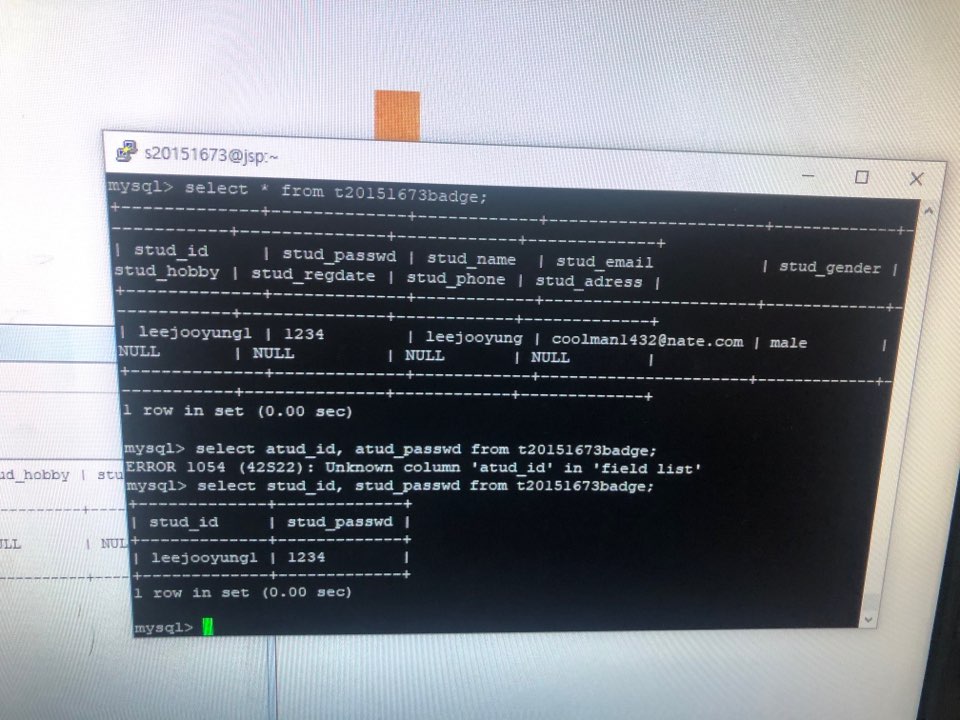 s20151673@jsp:~
mysql> select * from t20151673badge;
+--------------+--------------+-------------+----------------------+-------------+-
-----------+--------------+------------+-------------+
| stud_id | stud_passwd | stud_name | stud_email | stud_gender |
stud_hobby | stud_regdate | stud_phone | stud_adress |
+--------------+--------------+-------------+----------------------+-------------+-
-----------+--------------+------------+-------------+
| leejooyung1 | 1234 | leejooyung | coolman1432@nate.com | male |
NULL | NULL | NULL | NULL |
+--------------+--------------+-------------+----------------------+-------------+-
-----------+--------------+------------+-------------+
1 row in set (0.00 sec)
mysql> select atud_id, atud_passwd from t20151673badge;
ERROR 1054 (42S22): Unknown column 'atud_id' in 'field list'
mysql> select stud_id, stud_passwd from t20151673badge;
+-------------+-------------+
| stud_id | stud_passwd |
+-------------+-------------+
| leejooyung1 | 1234 |
+-------------+-------------+
1 row in set (0.00 sec)
mysql>
ud_hobby | stu
ULL | NUL